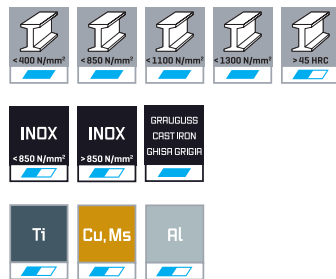 <400 N/mm² <850 N/mm² <1100 N/mm² <1300 N/mm² >45 HRC
INOX INOX GRAUGUSS
CAST IRON
GHISA GRIGIA
<850 N/mm² >850 N/mm²
Ti Cu, Ms Al